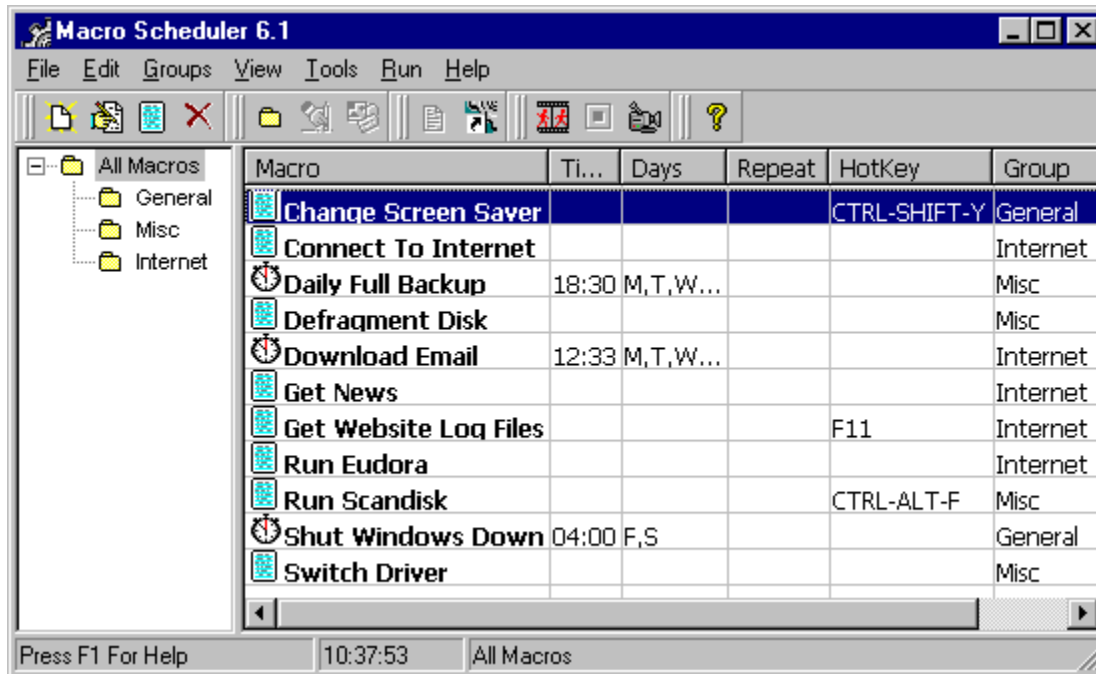 Macro Scheduler 6.1
File Edit Groups View Tools Run Help
All Macros
General
Misc
Internet
Macro Ti... Days Repeat HotKey Group
Change Screen Saver CTRL-SHIFT-Y General
Connect To Internet Internet
Daily Full Backup 18:30 M,T,W... Misc
Defragment Disk Misc
Download Email 12:33 M,T,W... Internet
Get News Internet
Get Website Log Files F11 Internet
Run Eudora Internet
Run Scandisk CTRL-ALT-F Misc
Shut Windows Down 04:00 F,S General
Switch Driver Misc
Press F1 For Help 10:37:53 All Macros